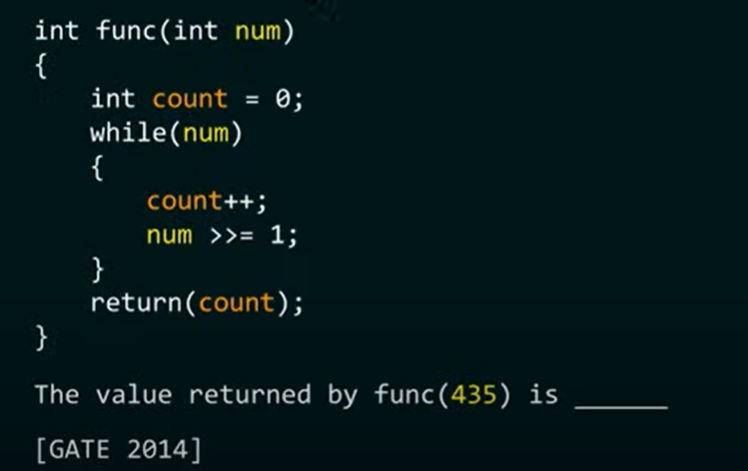 int func(int num)
{
int count = 0;
while(num)
{
count++;
num >>= 1;
}
return(count);
}
The value returned by func(435) is ______
[GATE 2014]